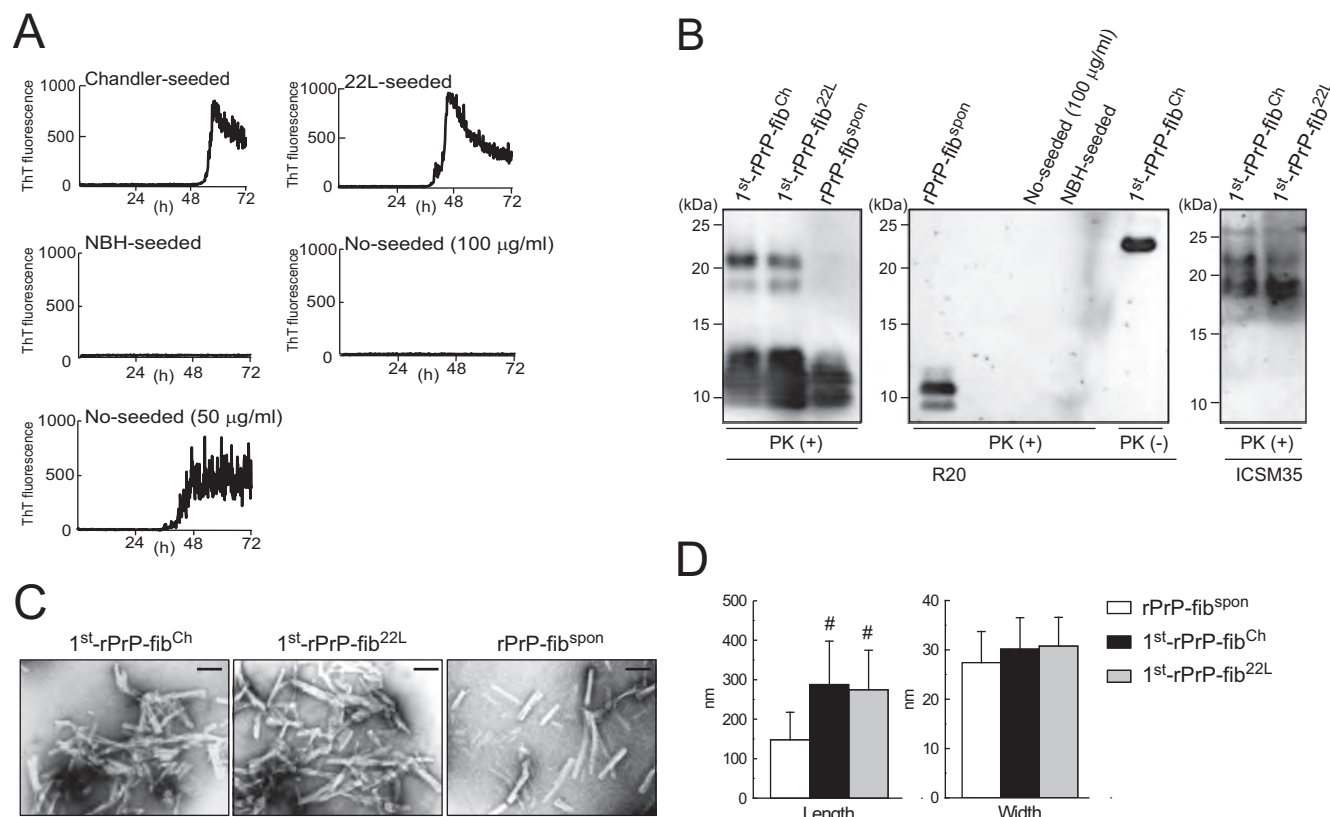 A
Chandler-seeded
ThT fluorescence
1000
500
0
24
48
72
(h)
22L-seeded
ThT fluorescence
1000
500
0
24
48
72
(h)
NBH-seeded
ThT fluorescence
1000
500
0
24
48
72
(h)
No-seeded (100 μg/ml)
ThT fluorescence
1000
500
0
24
48
72
(h)
No-seeded (50 μg/ml)
ThT fluorescence
1000
500
0
24
48
72
(h)
B
1st-rPrP-fibCh
1st-rPrP-fib22L
rPrP-fibspon
(kDa)
25
20
15
10
PK (+)
rPrP-fibspon
No-seeded (100 μg/ml)
NBH-seeded
1st-rPrP-fibCh
(kDa)
25
20
15
10
PK (+)
PK (-)
R20
1st-rPrP-fibCh
1st-rPrP-fib22L
(kDa)
25
20
15
10
PK (+)
ICSM35
C
1st-rPrP-fibCh
1st-rPrP-fib22L
rPrP-fibspon
D
nm
500
400
300
200
100
0
#
#
Length
nm
40
30
20
10
0
Width
rPrP-fibspon
1st-rPrP-fibCh
1st-rPrP-fib22L